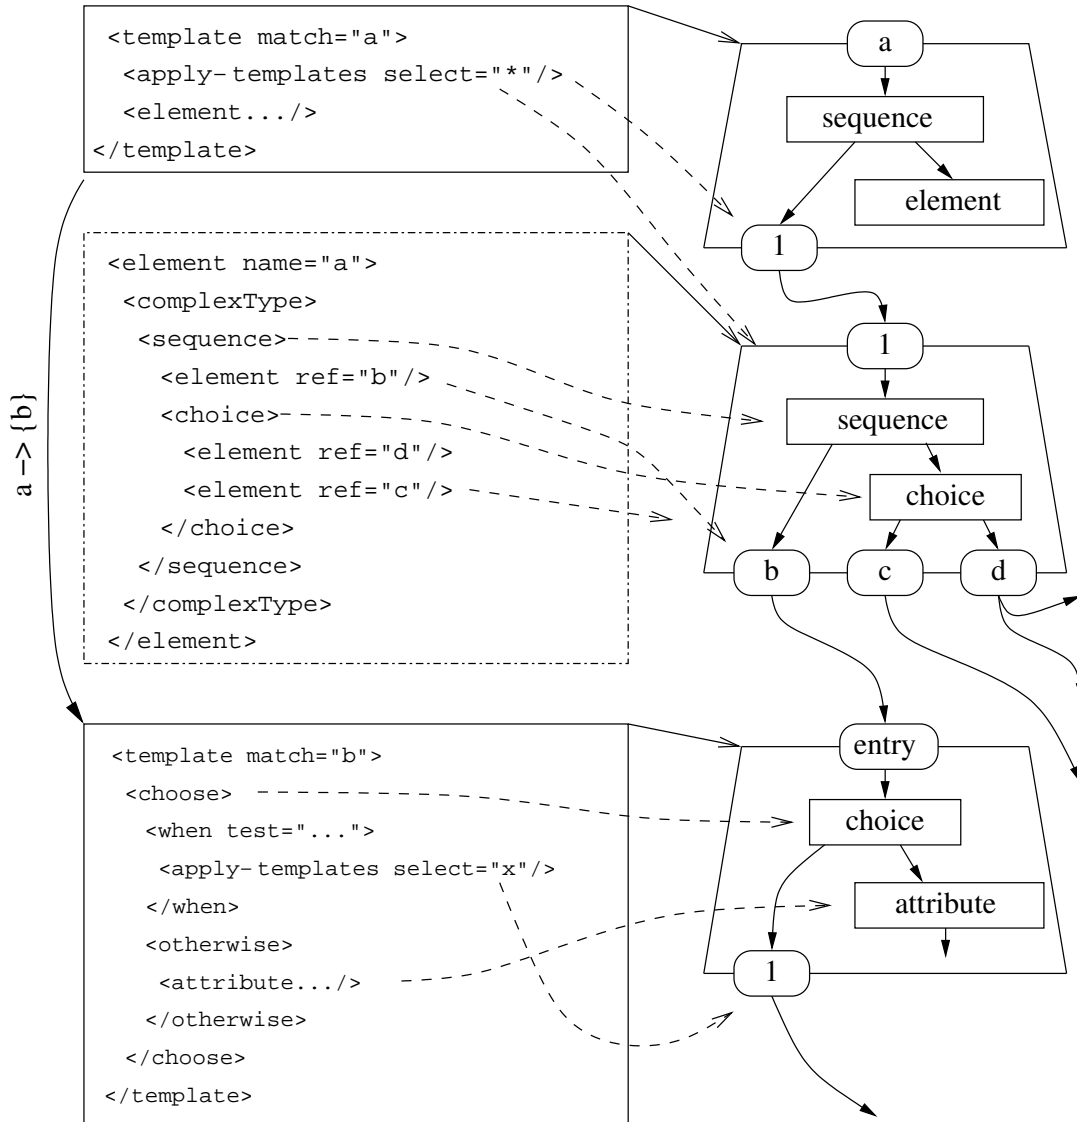 <template match="a">
<apply-templates select="*"/>
<element.../>
</template>
a
sequence
element
1
a -> {b}
<element name="a">
<complexType>
<sequence>
<element ref="b"/>
<choice>
<element ref="d"/>
<element ref="c"/>
</choice>
</sequence>
</complexType>
</element>
1
sequence
choice
b c d
<template match="b">
<choose>
<when test="...">
<apply-templates select="x"/>
</when>
<otherwise>
<attribute.../>
</otherwise>
</choose>
</template>
entry
choice
attribute
1